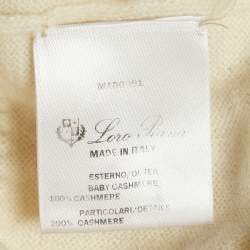 Loro Piana
MADE IN ITALY
ESTERNO/OUTER
BABY CASHMERE
100% CASHMERE
PARTICOLARI/DETAILS
100% CASHMERE